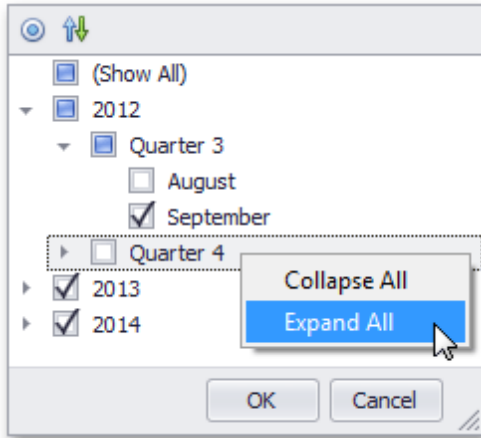 (Show All)
2012
Quarter 3
August
September
Quarter 4
Collapse All
2013
Expand All
2014
OK Cancel